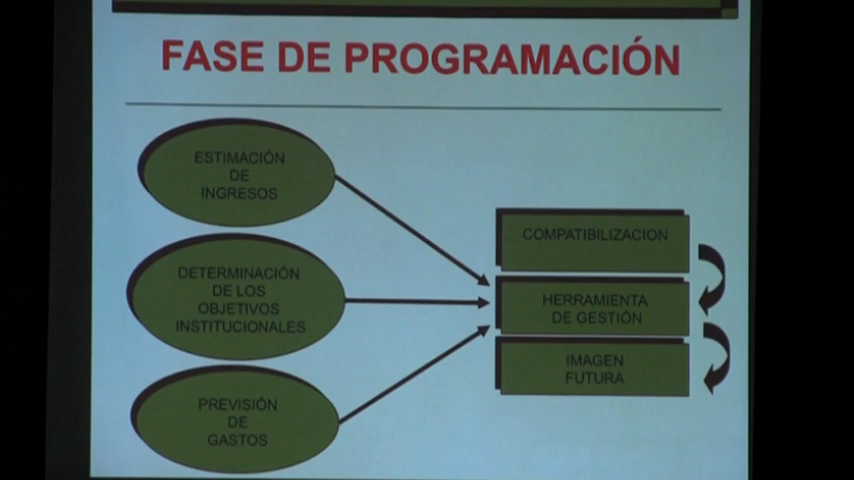 FASE DE PROGRAMACIÓN
ESTIMACIÓN
DE
INGRESOS
DETERMINACIÓN
DE LOS
OBJETIVOS
INSTITUCIONALES
PREVISIÓN
DE
GASTOS
COMPATIBILIZACION
HERRAMIENTA
DE GESTIÓN
IMAGEN
FUTURA